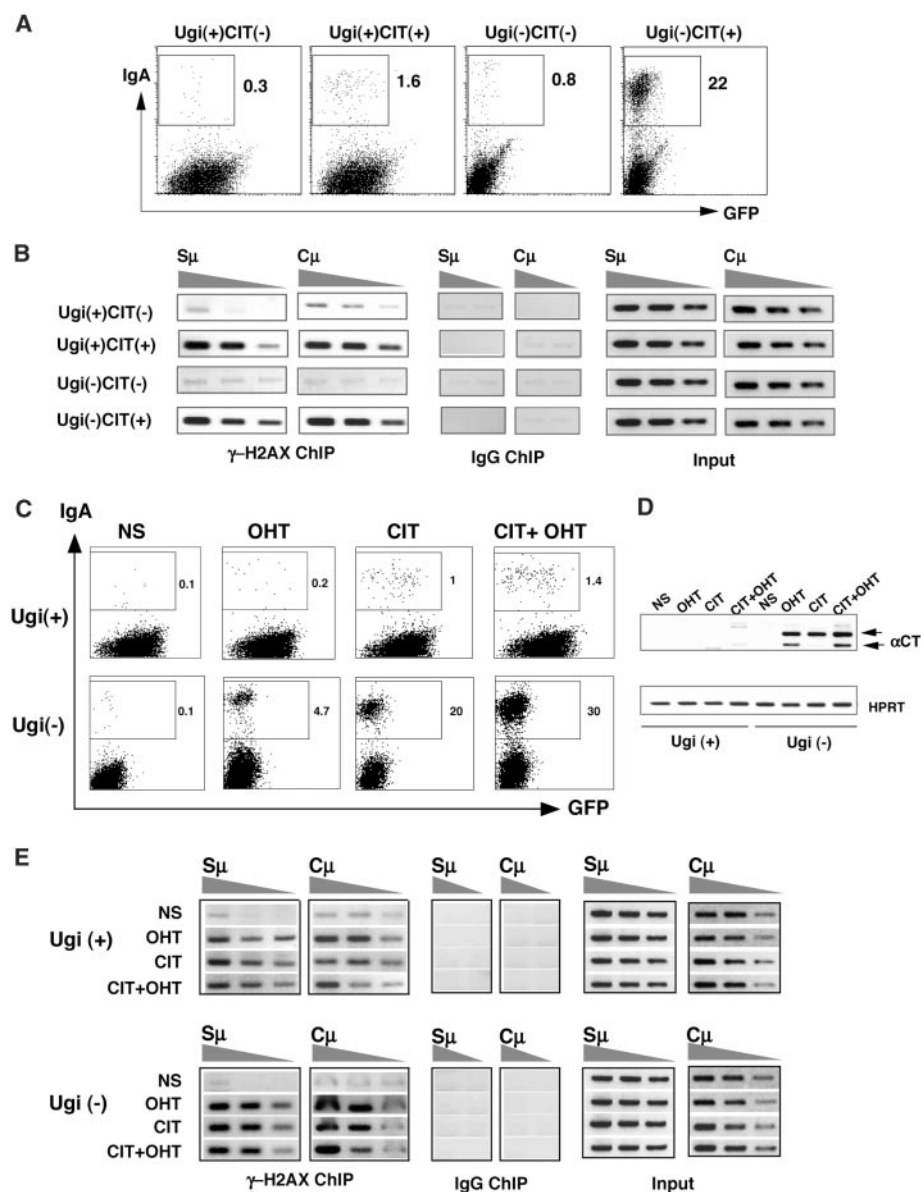 A
Ugi(+)CIT(-) Ugi(+)CIT(+) Ugi(-)CIT(-) Ugi(-)CIT(+)
IgA
0.3 1.6 0.8 22
GFP
B
Sμ Cμ Sμ Cμ Sμ Cμ
Ugi(+)CIT(-)
Ugi(+)CIT(+)
Ugi(-)CIT(-)
Ugi(-)CIT(+)
γ–H2AX ChIP IgG ChIP Input
C
IgA
NS OHT CIT CIT+ OHT
Ugi(+)
0.1 0.2 1 1.4
Ugi(-)
0.1 4.7 20 30
GFP
D
NS OHT CIT CIT+OHT NS OHT CIT CIT+OHT
αCT
HPRT
Ugi (+) Ugi (-)
E
Sμ Cμ Sμ Cμ Sμ Cμ
Ugi (+)
NS
OHT
CIT
CIT+OHT
Sμ Cμ Sμ Cμ Sμ Cμ
Ugi (-)
NS
OHT
CIT
CIT+OHT
γ–H2AX ChIP IgG ChIP Input